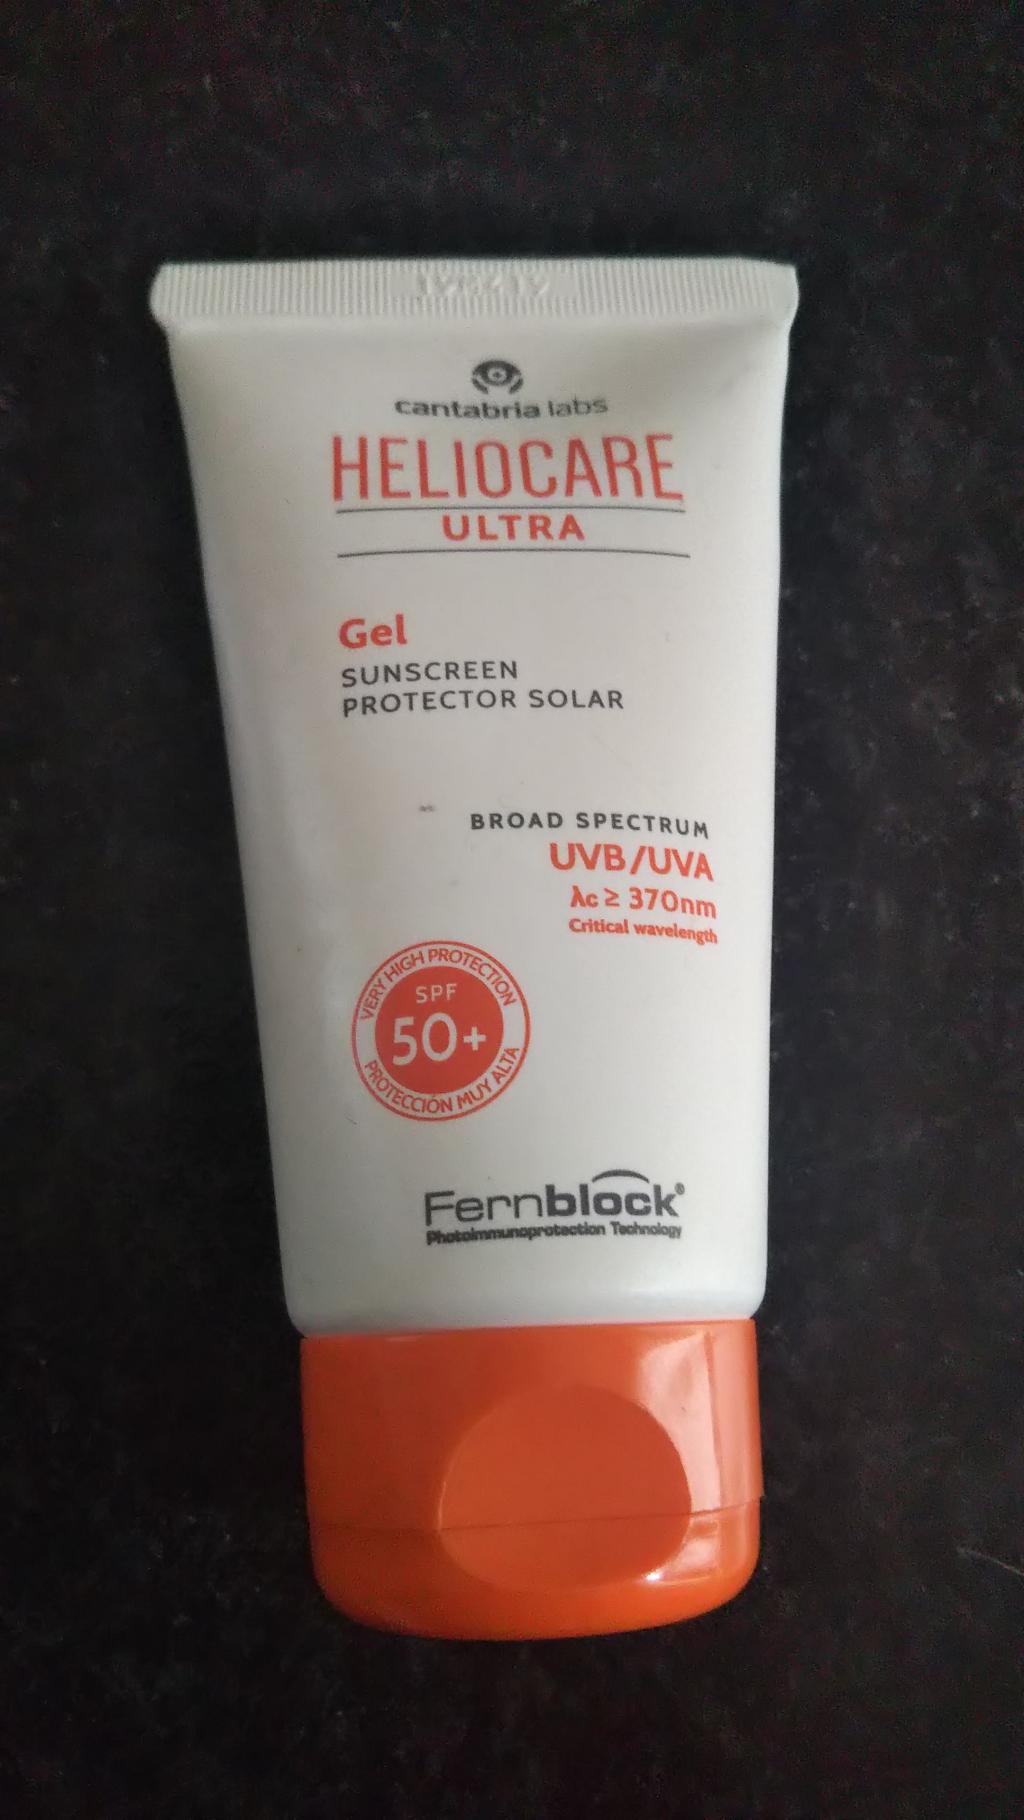 cantabria labs
HELIOCARE
ULTRA
Gel
SUNSCREEN
PROTECTOR SOLAR
BROAD SPECTRUM
UVB/UVA
λc ≥ 370nm
Critical wavelength
VERY HIGH PROTECTION
SPF
50+
PROTECCIÓN MUY ALTA
Fernblock®
Photoimmunoprotection Technology